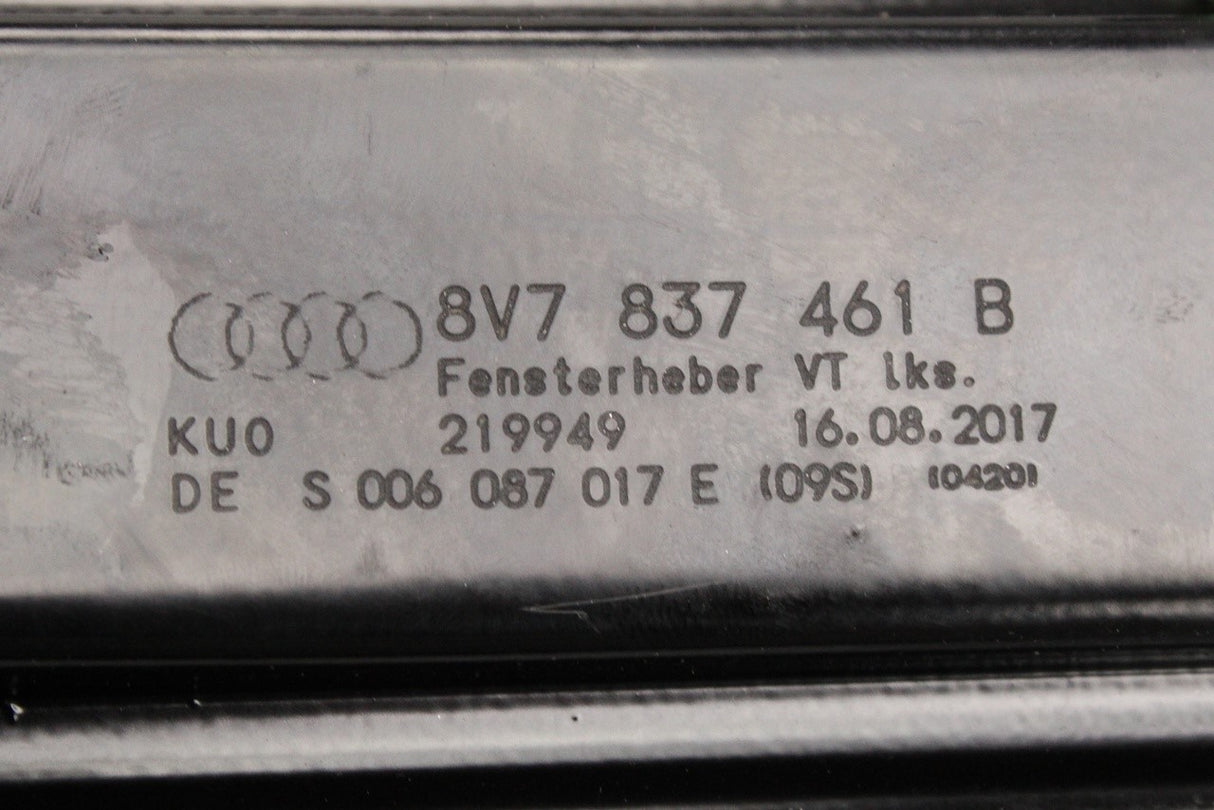 8V7 837 461 B
Fensterheber VT lks.
KUO 219949 16.08.2017
DE S 006 087 017 E (09S) (0420)